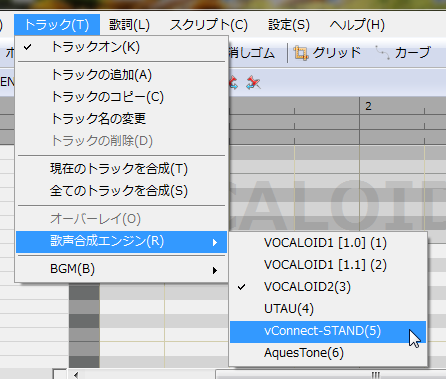 トラック(T) 歌詞(L) スクリプト(C) 設定(S) ヘルプ(H)
消しゴム グリッド カーブ
EN
2
トラックオン(K)
トラックの追加(A)
トラックのコピー(C)
トラック名の変更
トラックの削除(D)
現在のトラックを合成(T)
全てのトラックを合成(S)
オーバーレイ(O)
歌声合成エンジン(R)
BGM(B)
VOCALOID1 [1.0] (1)
VOCALOID1 [1.1] (2)
VOCALOID2(3)
UTAU(4)
vConnect-STAND(5)
AquesTone(6)